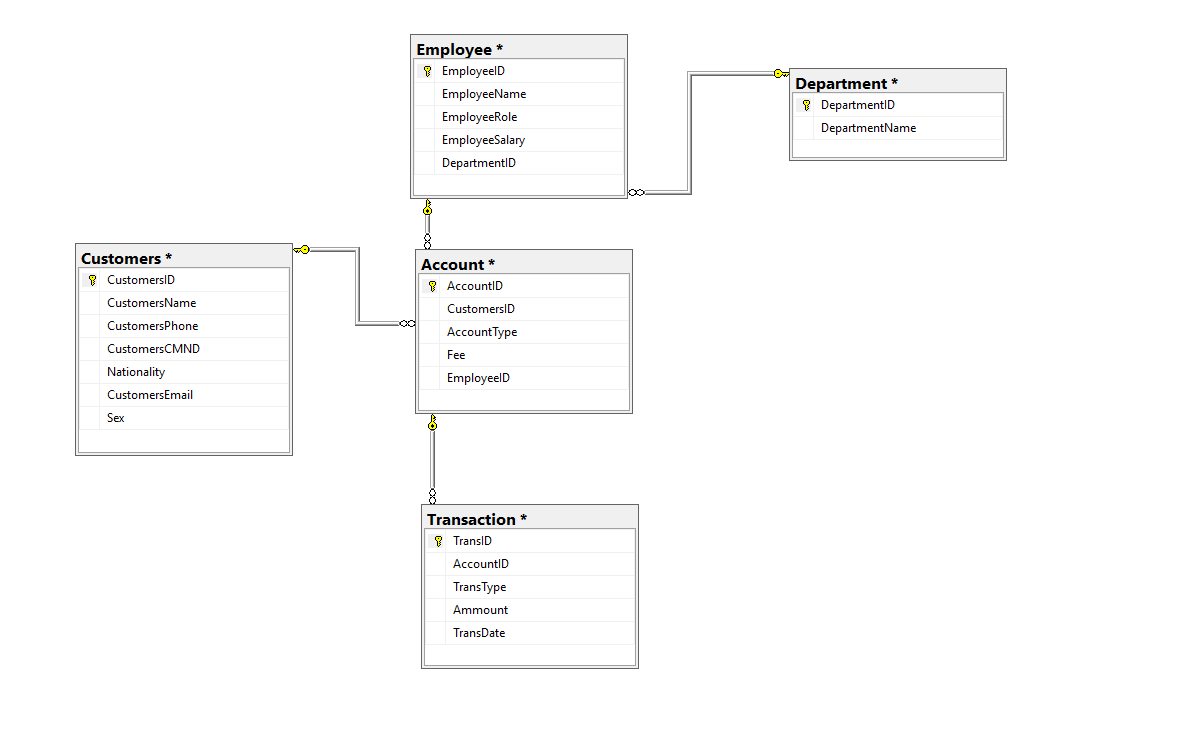 Employee *
EmployeeID
EmployeeName
EmployeeRole
EmployeeSalary
DepartmentID
Department *
DepartmentID
DepartmentName
Customers *
CustomersID
CustomersName
CustomersPhone
CustomersCMND
Nationality
CustomersEmail
Sex
Account *
AccountID
CustomersID
AccountType
Fee
EmployeeID
Transaction *
TransID
AccountID
TransType
Ammount
TransDate